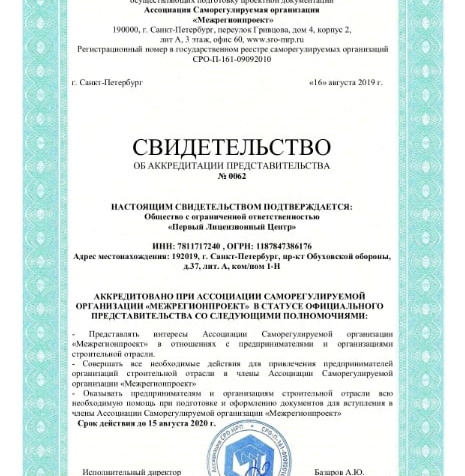 осуществляющих подготовку проектной документации
Ассоциация Саморегулируемая организация
«Межрегионпроект»
190000, г. Санкт-Петербург, переулок Гривцова, дом 4, корпус 2,
лит А, 3 этаж, офис 60, www.sro-mrp.ru
Регистрационный номер в государственном реестре саморегулируемых организаций
СРО-П-161-09092010
г. Санкт-Петербург «16» августа 2019 г.
СВИДЕТЕЛЬСТВО
ОБ АККРЕДИТАЦИИ ПРЕДСТАВИТЕЛЬСТВА
№ 0062
НАСТОЯЩИМ СВИДЕТЕЛЬСТВОМ ПОДТВЕРЖДАЕТСЯ:
Общество с ограниченной ответственностью
«Первый Лицензионный Центр»
ИНН: 7811717240 , ОГРН: 1187847386176
Адрес местонахождения: 192019, г. Санкт-Петербург, пр-кт Обуховской обороны,
д.37, лит. А, ком/пом 1-Н
АККРЕДИТОВАНО ПРИ АССОЦИАЦИИ САМОРЕГУЛИРУЕМОЙ
ОРГАНИЗАЦИИ «МЕЖРЕГИОНПРОЕКТ» В СТАТУСЕ ОФИЦИАЛЬНОГО
ПРЕДСТАВИТЕЛЬСТВА СО СЛЕДУЮЩИМИ ПОЛНОМОЧИЯМИ:
- Представлять интересы Ассоциации Саморегулируемой организации
«Межрегионпроект» в отношениях с предпринимателями и организациями
строительной отрасли.
- Совершать все необходимые действия для привлечения предпринимателей
организаций строительной отрасли в члены Ассоциации Саморегулируемой
организации «Межрегионпроект»
- Оказывать предпринимателям и организациям строительной отрасли всю
необходимую помощь при подготовке и оформлению документов для вступления в
члены Ассоциации Саморегулируемой организации «Межрегионпроект»
Срок действия до 15 августа 2020 г.
Исполнительный директор Базаров А.Ю.